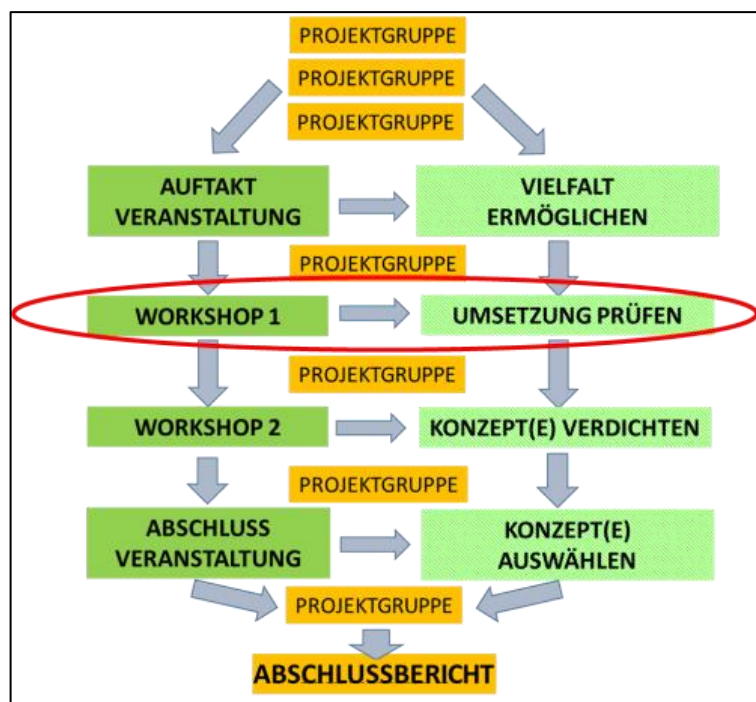 PROJEKTGRUPPE
PROJEKTGRUPPE
PROJEKTGRUPPE
AUFTAKT
VERANSTALTUNG
VIELFALT
ERMÖGLICHEN
PROJEKTGRUPPE
WORKSHOP 1
UMSETZUNG PRÜFEN
PROJEKTGRUPPE
WORKSHOP 2
KONZEPT(E) VERDICHTEN
PROJEKTGRUPPE
ABSCHLUSS
VERANSTALTUNG
KONZEPT(E)
AUSWÄHLEN
PROJEKTGRUPPE
ABSCHLUSSBERICHT